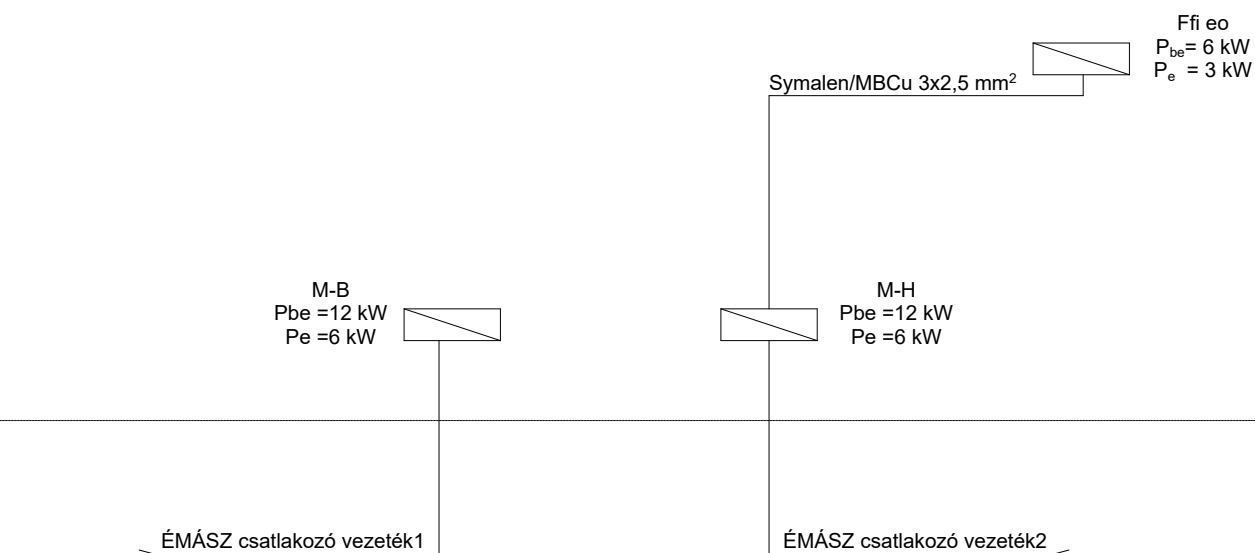 Ffi eo
Pbe= 6 kW
Pe = 3 kW
Symalen/MBCu 3x2,5 mm²
M-B
Pbe =12 kW
Pe =6 kW
M-H
Pbe =12 kW
Pe =6 kW
ÉMÁSZ csatlakozó vezeték1
ÉMÁSZ csatlakozó vezeték2